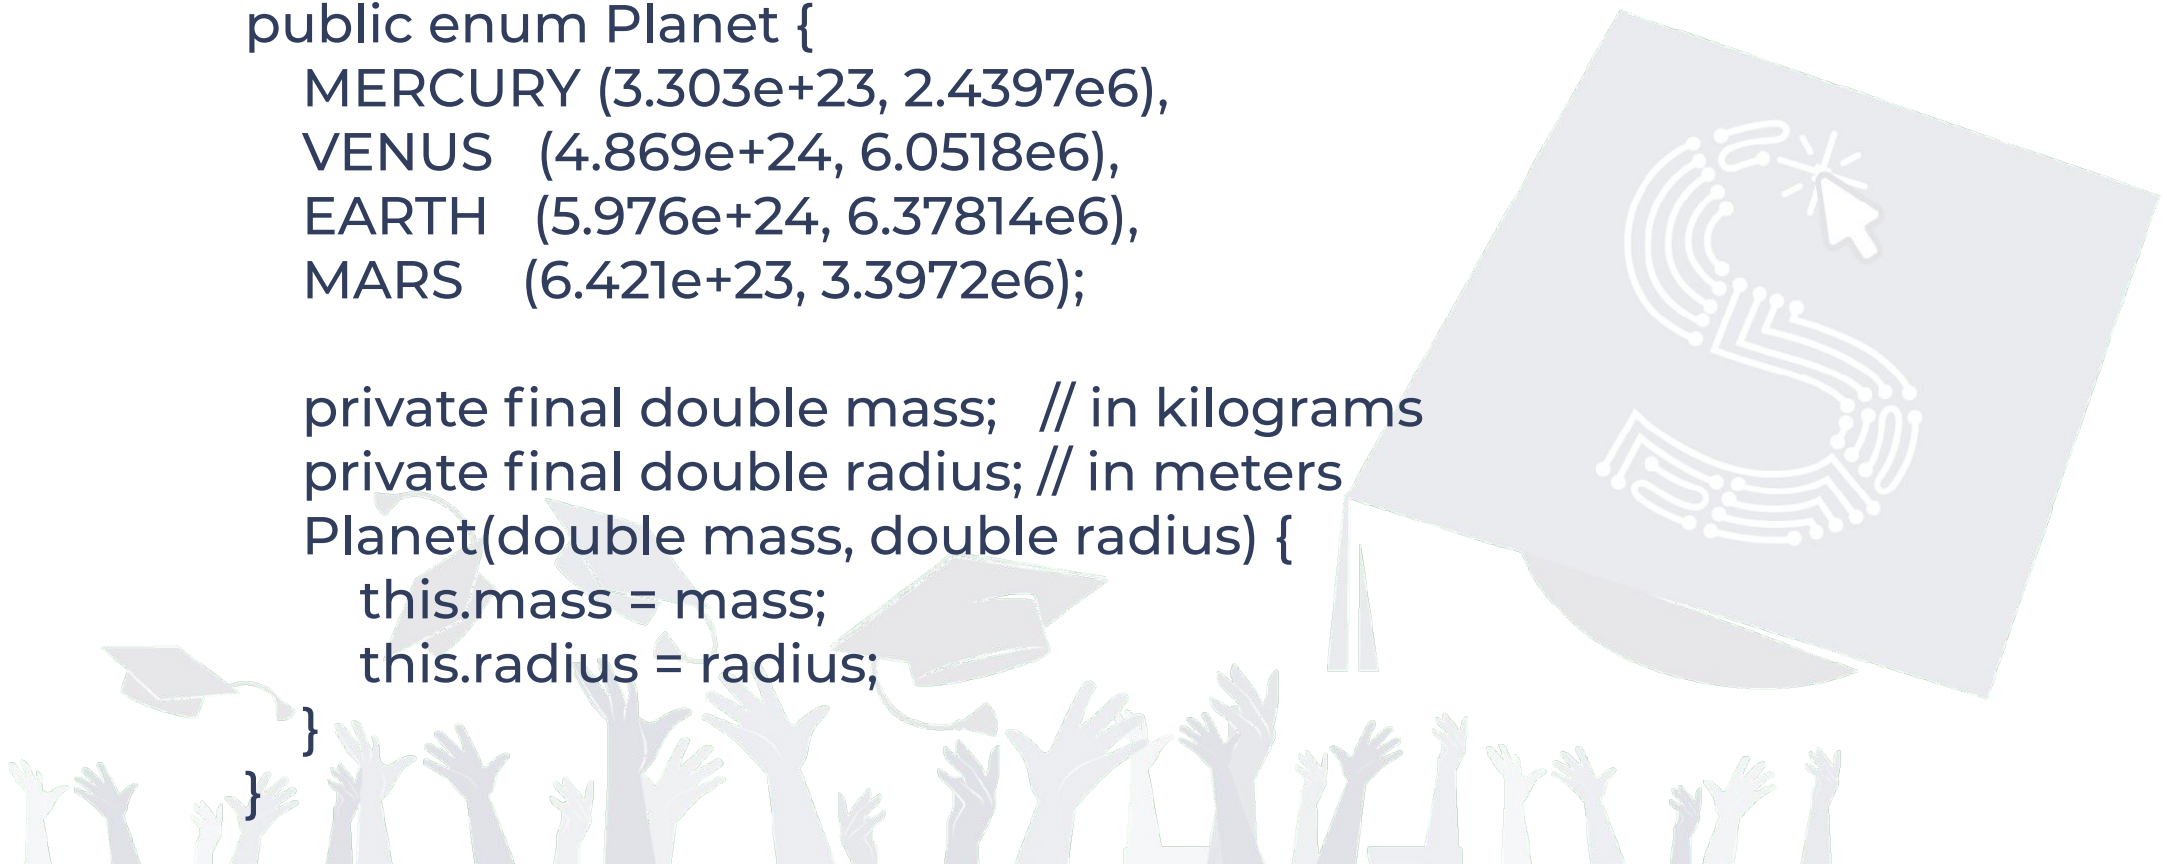 public enum Planet {
MERCURY (3.303e+23, 2.4397e6),
VENUS (4.869e+24, 6.0518e6),
EARTH (5.976e+24, 6.37814e6),
MARS (6.421e+23, 3.3972e6);
private final double mass; // in kilograms
private final double radius; // in meters
Planet(double mass, double radius) {
this.mass = mass;
this.radius = radius;
}
}